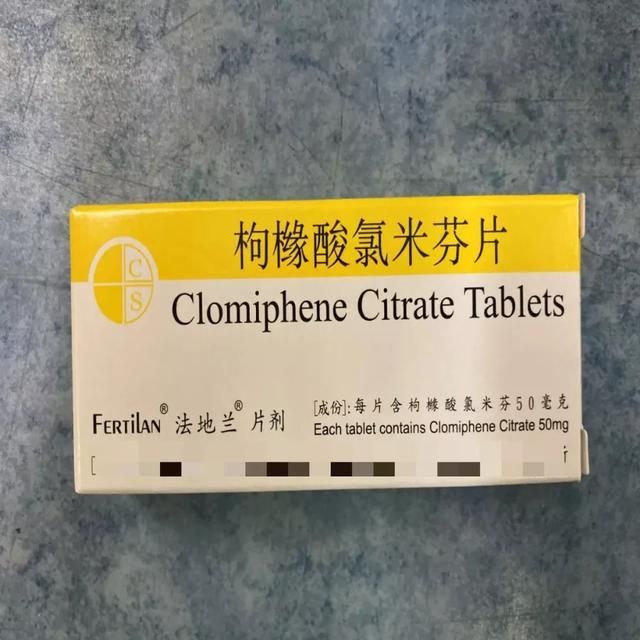 枸橼酸氯米芬片
C
S
Clomiphene Citrate Tablets
FERTILAN® 法地兰® 片剂
[成份]:每片含枸橼酸氯米芬50毫克
Each tablet contains Clomiphene Citrate 50mg
[